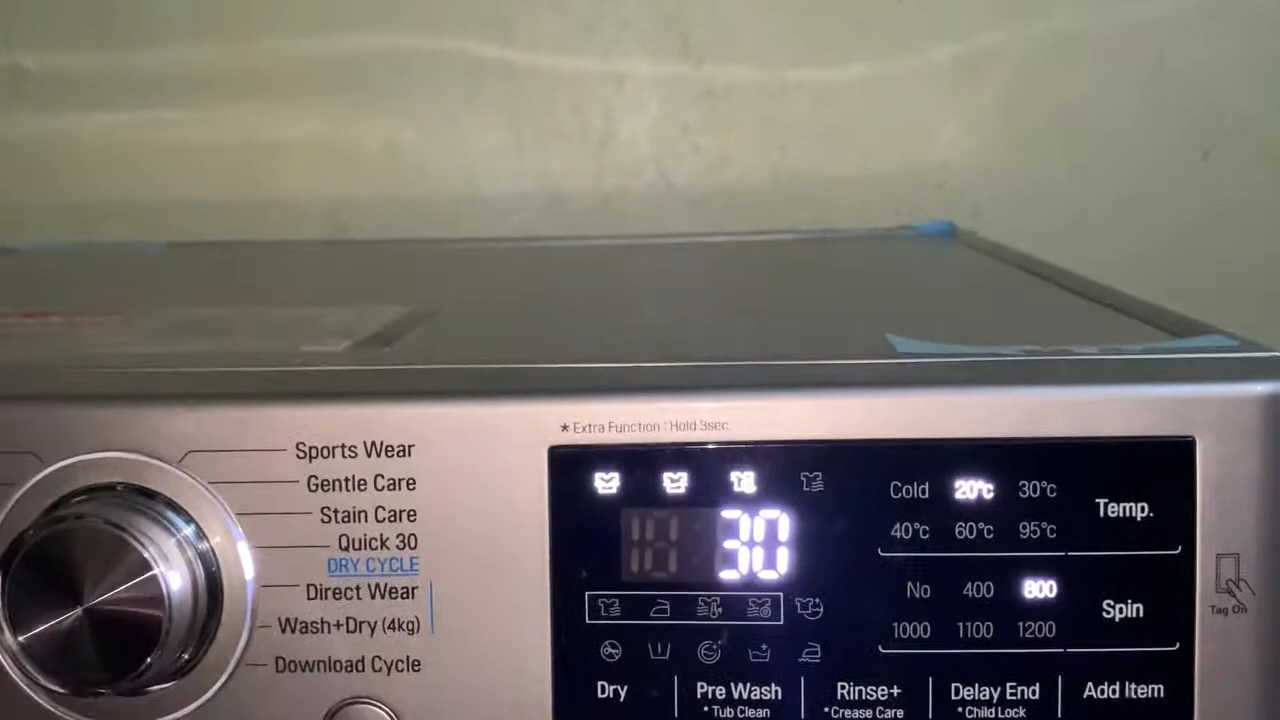 Sports Wear
Gentle Care
Stain Care
Quick 30
DRY CYCLE
Direct Wear
Wash+Dry (4kg)
Download Cycle
* Extra Function : Hold 3sec.
30
Cold 20°c 30°c
40°c 60°c 95°c
Temp.
No 400 800
1000 1100 1200
Spin
Tag On
Dry
Pre Wash
* Tub Clean
Rinse+
*Crease Care
Delay End
* Child Lock
Add Item